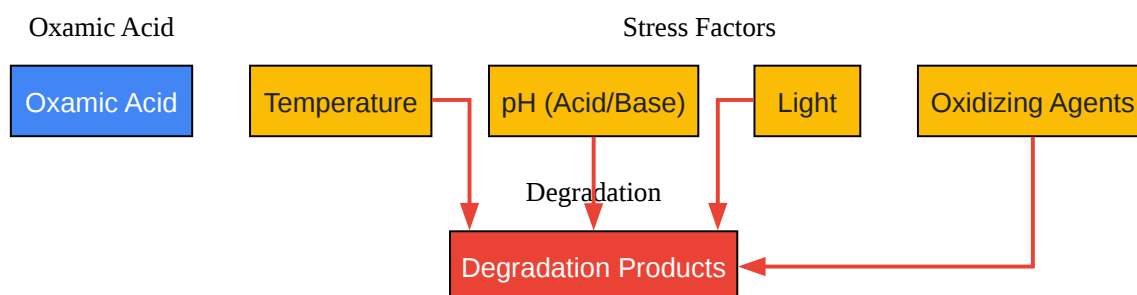 Oxamic Acid
Stress Factors
Oxamic Acid
Temperature
pH (Acid/Base)
Light
Oxidizing Agents
Degradation
Degradation Products